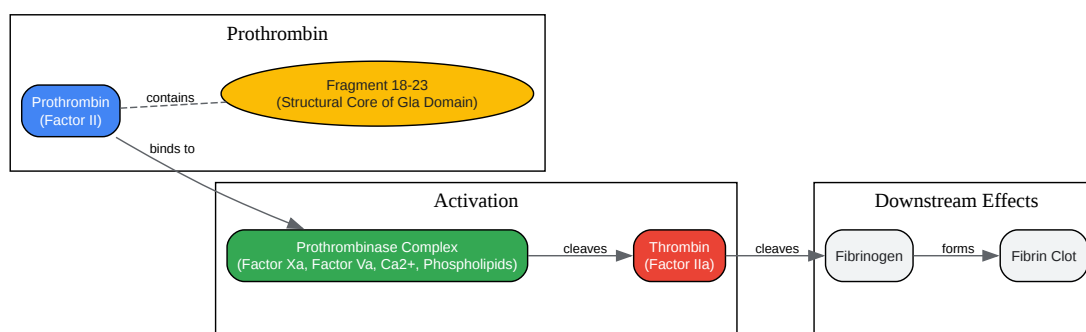 Prothrombin
Fragment 18-23
(Structural Core of Gla Domain)
Prothrombin
(Factor II)
contains
binds to
Activation
Prothrombinase Complex
(Factor Xa, Factor Va, Ca2+, Phospholipids)
cleaves
Thrombin
(Factor IIa)
cleaves
Downstream Effects
Fibrinogen
forms
Fibrin Clot